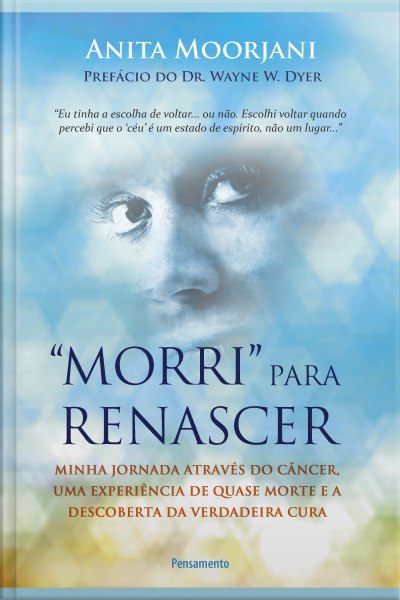 ANITA MOORJANI
PREFÁCIO DO DR. WAYNE W. DYER
“Eu tinha a escolha de voltar... ou não. Escolhi voltar quando
percebi que o ‘céu’ é um estado de espírito, não um lugar...”
“MORRI” PARA
RENASCER
MINHA JORNADA ATRAVÉS DO CÂNCER,
UMA EXPERIÊNCIA DE QUASE MORTE E A
DESCOBERTA DA VERDADEIRA CURA
Pensamento